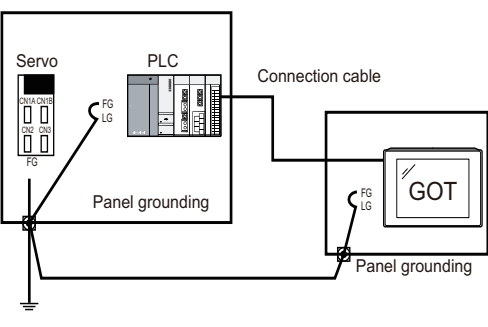 Servo
PLC
Connection cable
CN1A CN1B
CN2 CN3
FG
FG
LG
Panel grounding
FG
LG
GOT
Panel grounding